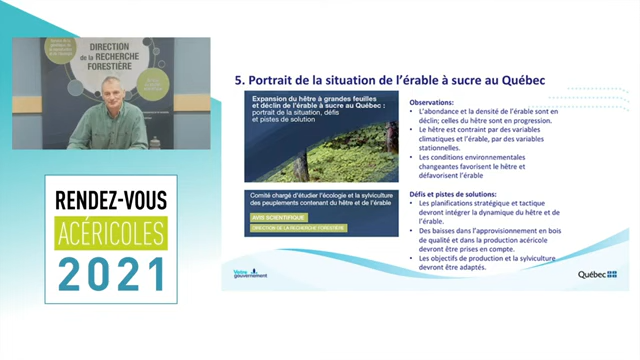 DIRECTION
de la RECHERCHE
FORESTIÈRE
RENDEZ-VOUS
ACÉRICOLES
2021
5. Portrait de la situation de l'érable à sucre au Québec
Expansion du hêtre à grandes feuilles
et déclin de l'érable à sucre au Québec :
portrait de la situation, défis
et pistes de solution
Comité chargé d'étudier l'écologie et la sylviculture
des peuplements contenant du hêtre et de l'érable
AVIS SCIENTIFIQUE
DIRECTION DE LA RECHERCHE FORESTIÈRE
Observations:
• L'abondance et la densité de l'érable sont en
déclin; celles du hêtre sont en progression.
• Le hêtre est contraint par des variables
climatiques et l'érable, par des variables
stationnelles.
• Les conditions environnementales
changeantes favorisent le hêtre et
défavorisent l'érable
Défis et pistes de solutions:
• Les planifications stratégique et tactique
devront intégrer la dynamique du hêtre et de
l'érable.
• Des baisses dans l'approvisionnement en bois
de qualité et dans la production acéricole
devront être prises en compte.
• Les objectifs de production et la sylviculture
devront être adaptés.
Votre
gouvernement
Québec